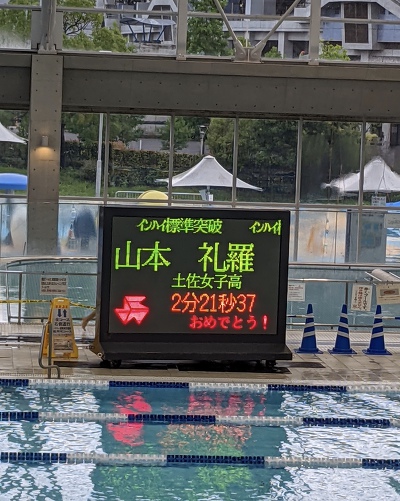 インハイ標準突破 インハイ
山本 礼羅
土佐女子高
2分21秒37
おめでとう!